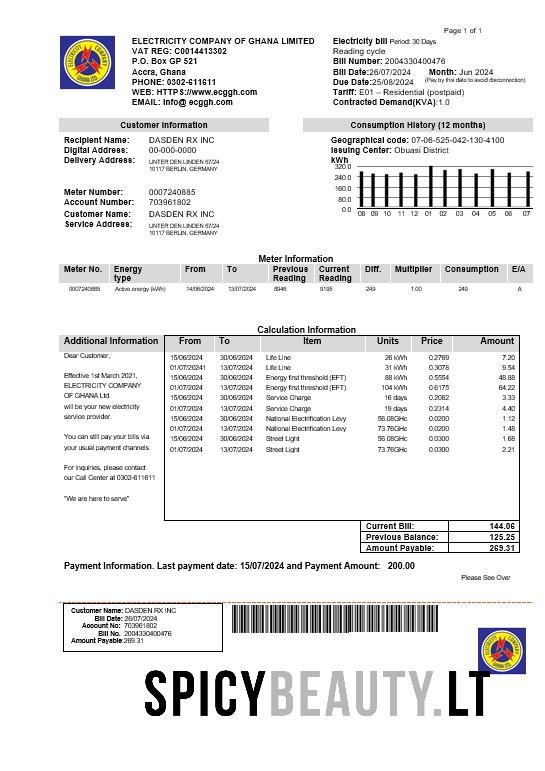 Page 1 of 1
ELECTRICITY COMPANY OF GHANA LIMITED
VAT REG: C0014413302
P.O. Box GP 521
Accra, Ghana
PHONE: 0302-611611
WEB: HTTP$://www.ecggh.com
EMAIL: Info@ ecggh.com
Electricity bill Period: 30 Days
Reading cycle
Bill Number: 2004330400476
Bill Date:26/07/2024 Month: Jun 2024
Due Date:25/08/2024 (Pay by this date to avoid disconnection)
Tariff: E01 – Residential (postpaid)
Contracted Demand(KVA):1.0
Customer Information
Recipient Name: DASDEN RX INC
Digital Address: 00-000-0000
Delivery Address: UNTER DEN LINDEN 67/24
10117 BERLIN, GERMANY
Meter Number: 0007240885
Account Number: 703961802
Customer Name: DASDEN RX INC
Service Address: UNTER DEN LINDEN 67/24
10117 BERLIN, GERMANY
Consumption History (12 months)
Geographical code: 07-06-525-042-130-4100
Issuing Center: Obuasi District
kWh
320.0
240.0
160.0
80.0
0.0
08 09 10 11 12 01 02 03 04 05 06 07
Meter Information
Meter No. Energy type From To Previous Reading Current Reading Diff. Multiplier Consumption E/A
0007240885 Active energy (kWh) 14/06/2024 13/07/2024 8946 9195 249 1.00 249 A
Calculation Information
Additional Information From To Item Units Price Amount
Dear Customer,
Effective 1st March 2021,
ELECTRICITY COMPANY
OF GHANA Ltd.
will be your new electricity
service provider.
You can still pay your bills via
your usual payment channels.
For inquiries, please contact
our Call Center at 0302-611611
"We are here to serve"
15/06/2024 30/06/2024 Life Line 26 kWh 0.2769 7.20
01/07/20241 13/07/2024 Life Line 31 kWh 0.3078 9.54
15/06/2024 30/06/2024 Energy first threshold (EFT) 88 kWh 0.5554 48.88
01/07/2024 13/07/2024 Energy first threshold (EFT) 104 kWh 0.6175 64.22
15/06/2024 30/06/2024 Service Charge 16 days 0.2082 3.33
01/07/2024 13/07/2024 Service Charge 19 days 0.2314 4.40
15/06/2024 30/06/2024 National Electrification Levy 56.08GHc 0.0200 1.12
01/07/2024 13/07/2024 National Electrification Levy 73.76GHc 0.0200 1.48
15/06/2024 30/06/2024 Street Light 56.08GHc 0.0300 1.68
01/07/2024 13/07/2024 Street Light 73.76GHc 0.0300 2.21
Current Bill: 144.06
Previous Balance: 125.25
Amount Payable: 269.31
Payment Information. Last payment date: 15/07/2024 and Payment Amount: 200.00
Please See Over
Customer Name: DASDEN RX INC
Bill Date: 26/07/2024
Account No: 703961802
Bill No. 2004330400476
Amount Payable:269.31
SPICYBEAUTY.LT